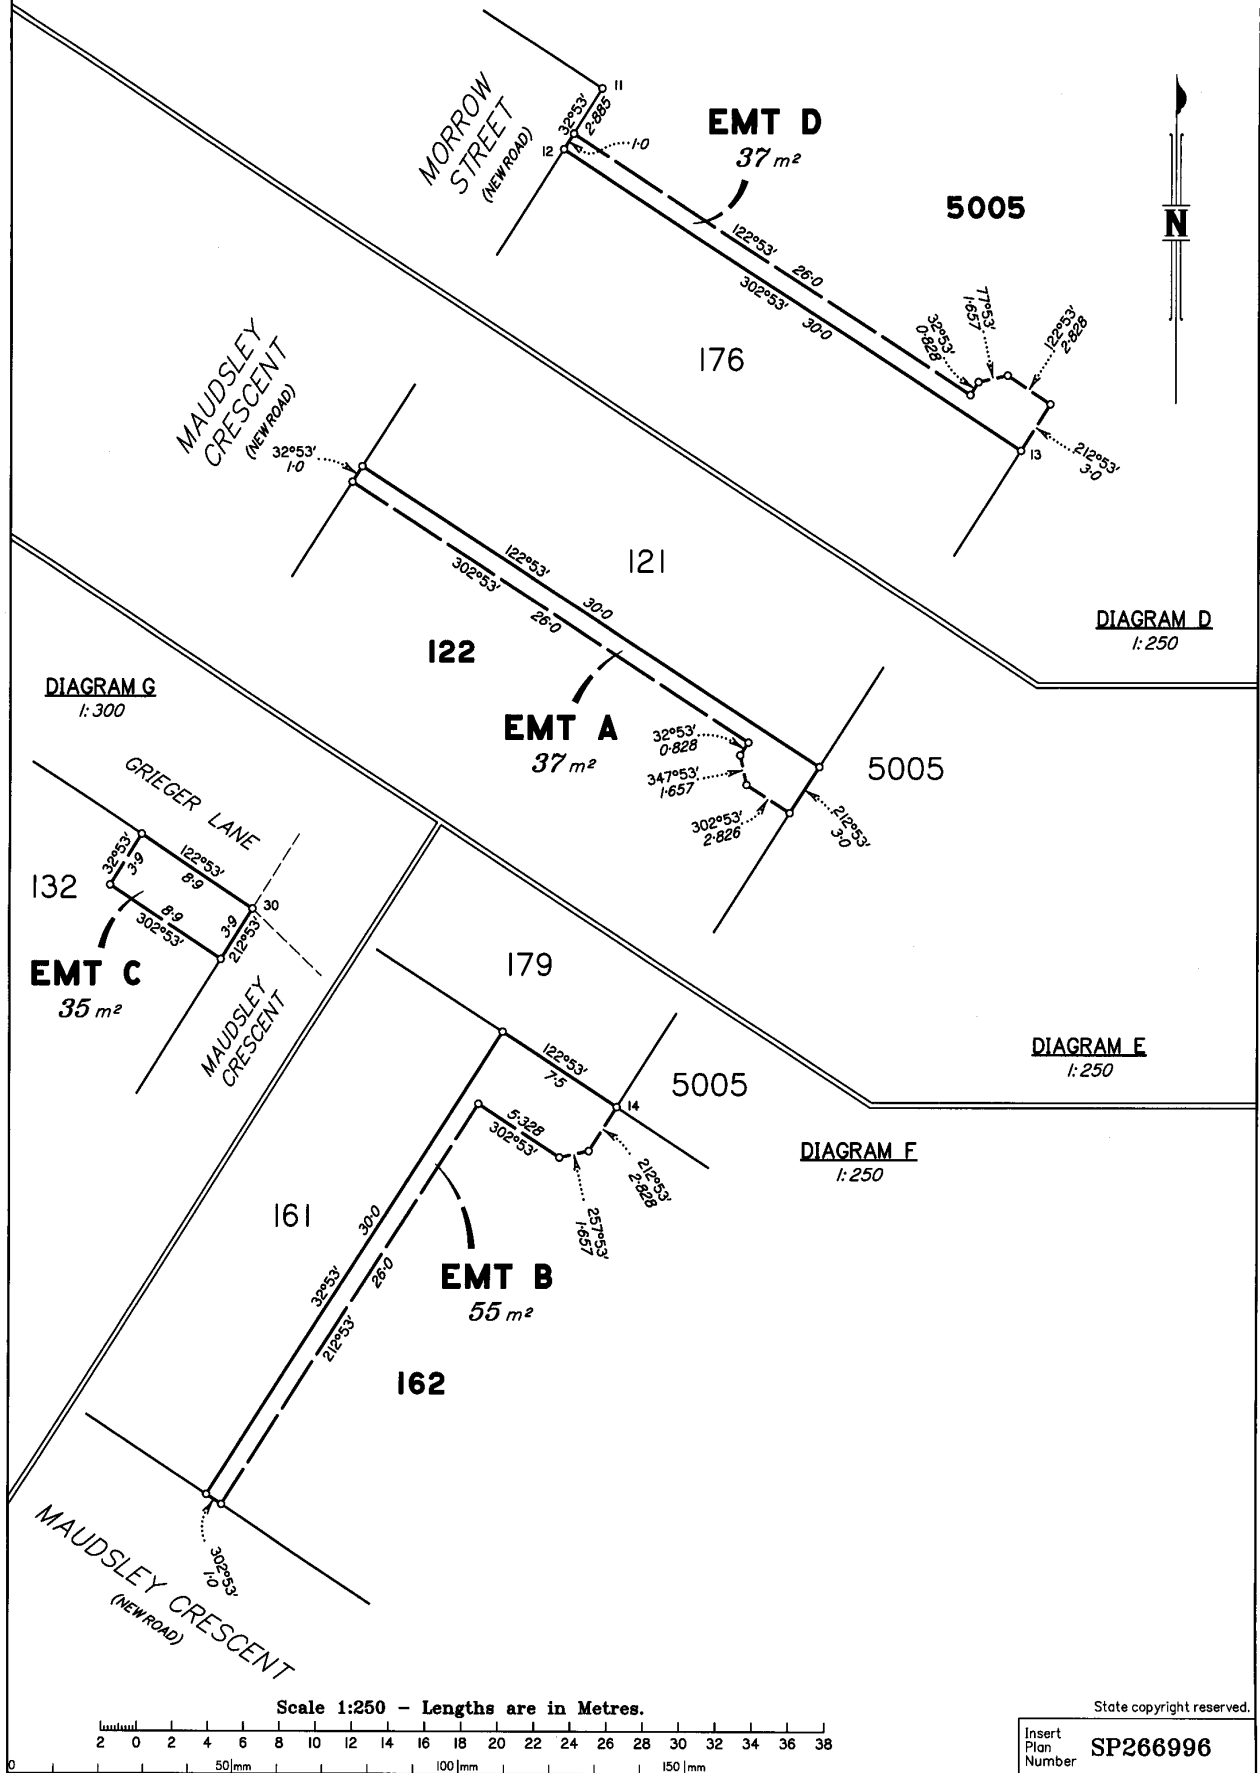 11
MORROW
STREET
(NEW ROAD)
32°53'
2·885
12
1·0
EMT D
37 m²
5005
N
122°53' 26·0
302°53' 30·0
32°53'
0·828
77°53'
1·657
122°53'
2·828
212°53'
3·0
13
176
DIAGRAM D
1:250
MAUDSLEY
CRESCENT
(NEW ROAD)
32°53'
1·0
121
122°53' 30·0
302°53' 26·0
122
EMT A
37 m²
32°53'
0·828
347°53'
1·657
302°53'
2·826
212°53'
3·0
5005
DIAGRAM E
1:250
DIAGRAM G
1:300
GRIEGER LANE
32°53'
3·9
122°53'
8·9
132
8·9
302°53'
3·9
212°53'
30
EMT C
35 m²
MAUDSLEY
CRESCENT
179
122°53'
7·5
5005
14
5·328
302°53'
212°53'
2·828
257°53'
1·657
DIAGRAM F
1:250
161
32°53' 30·0
212°53' 26·0
EMT B
55 m²
162
302°53'
1·0
MAUDSLEY CRESCENT
(NEW ROAD)
Scale 1:250 – Lengths are in Metres.
2 0 2 4 6 8 10 12 14 16 18 20 22 24 26 28 30 32 34 36 38
0 50 mm 100 mm 150 mm
State copyright reserved.
Insert
Plan
Number
SP266996